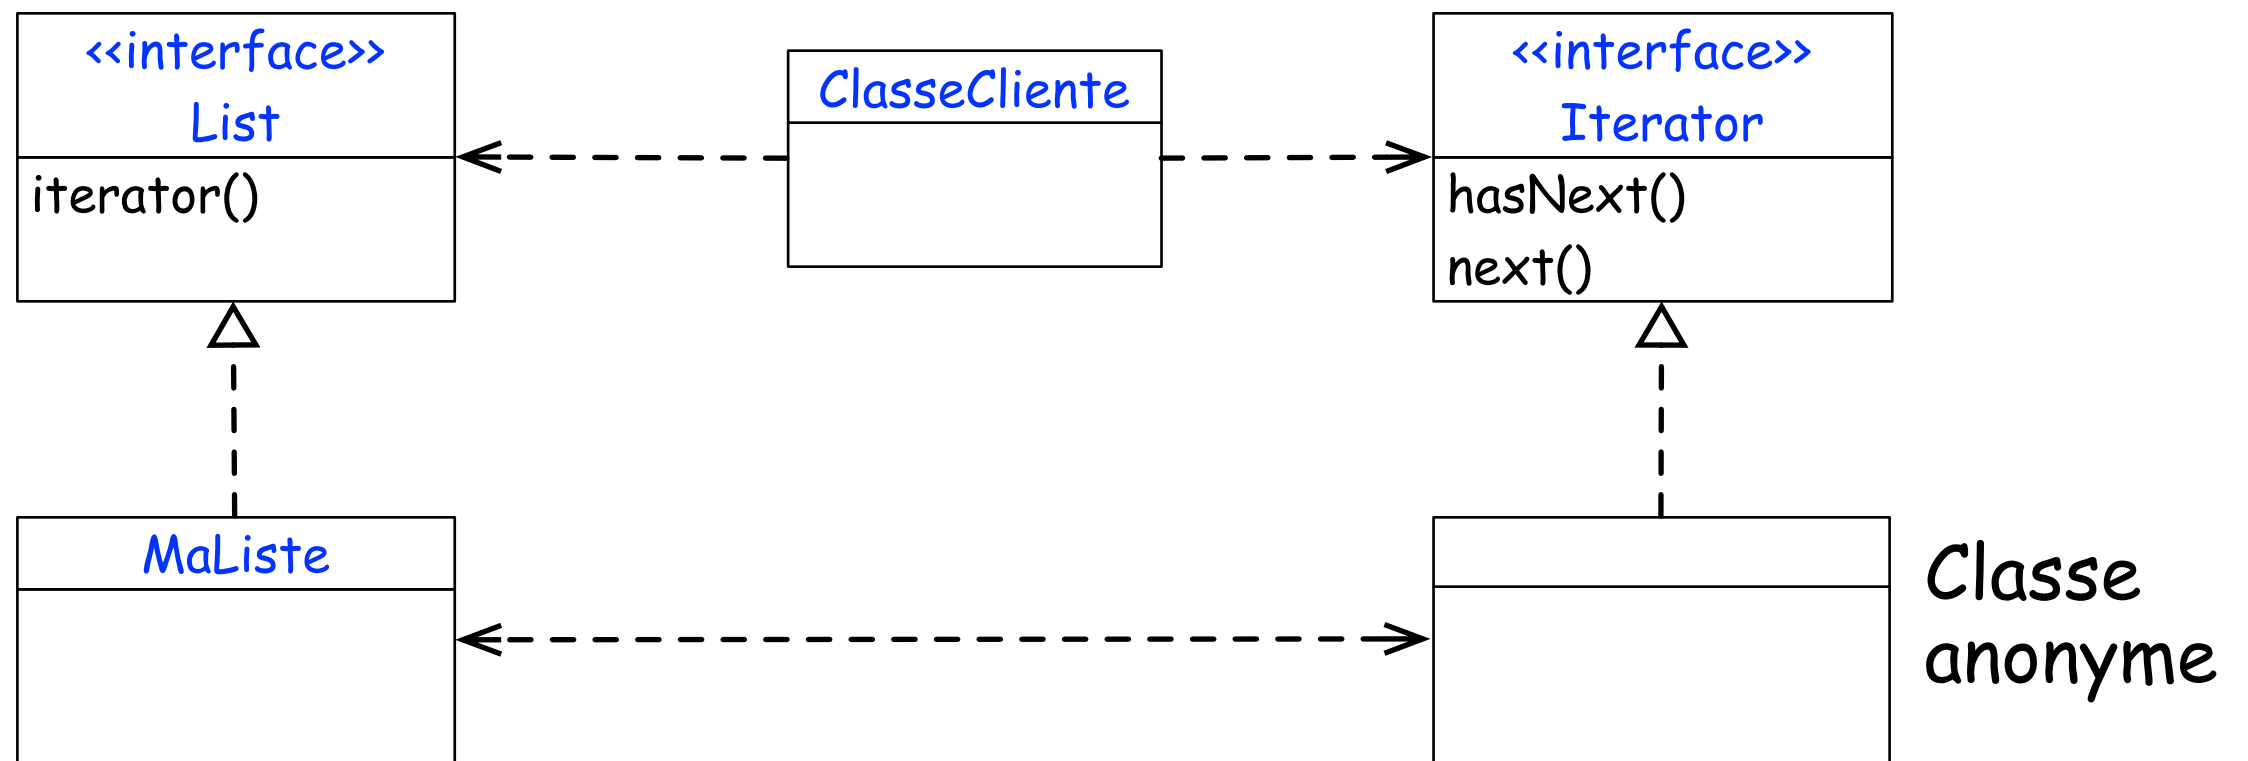 <<interface>>
List
iterator()
ClasseCliente
<<interface>>
Iterator
hasNext()
next()
MaListe
Classe
anonyme